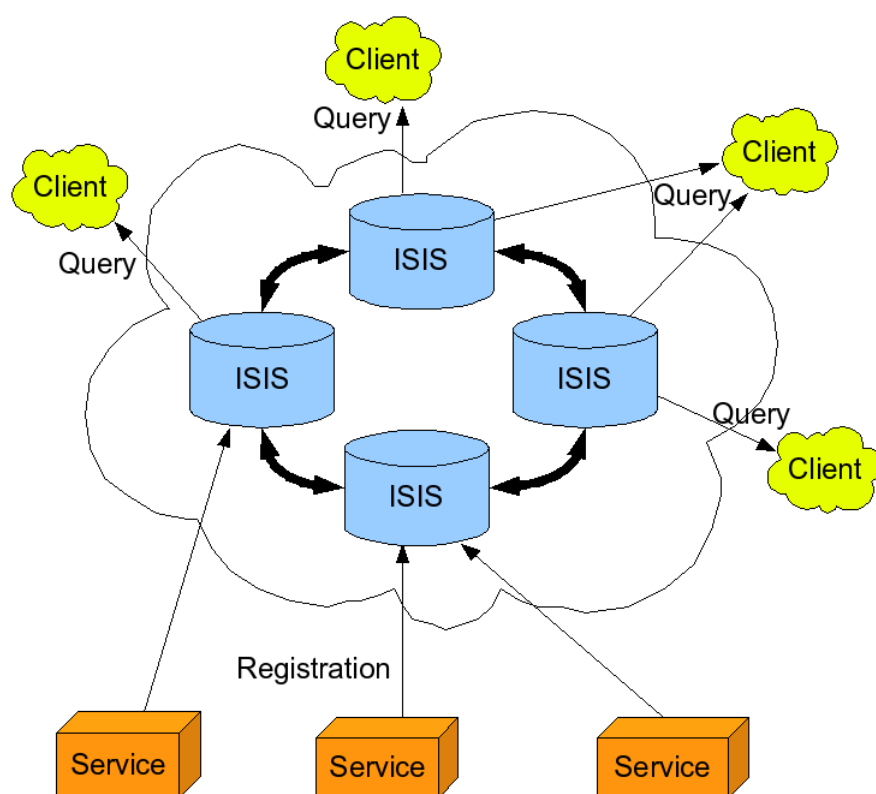 Client
Query
Client
Client
Query
Query
ISIS
ISIS
ISIS
Query
Client
ISIS
Registration
Service
Service
Service